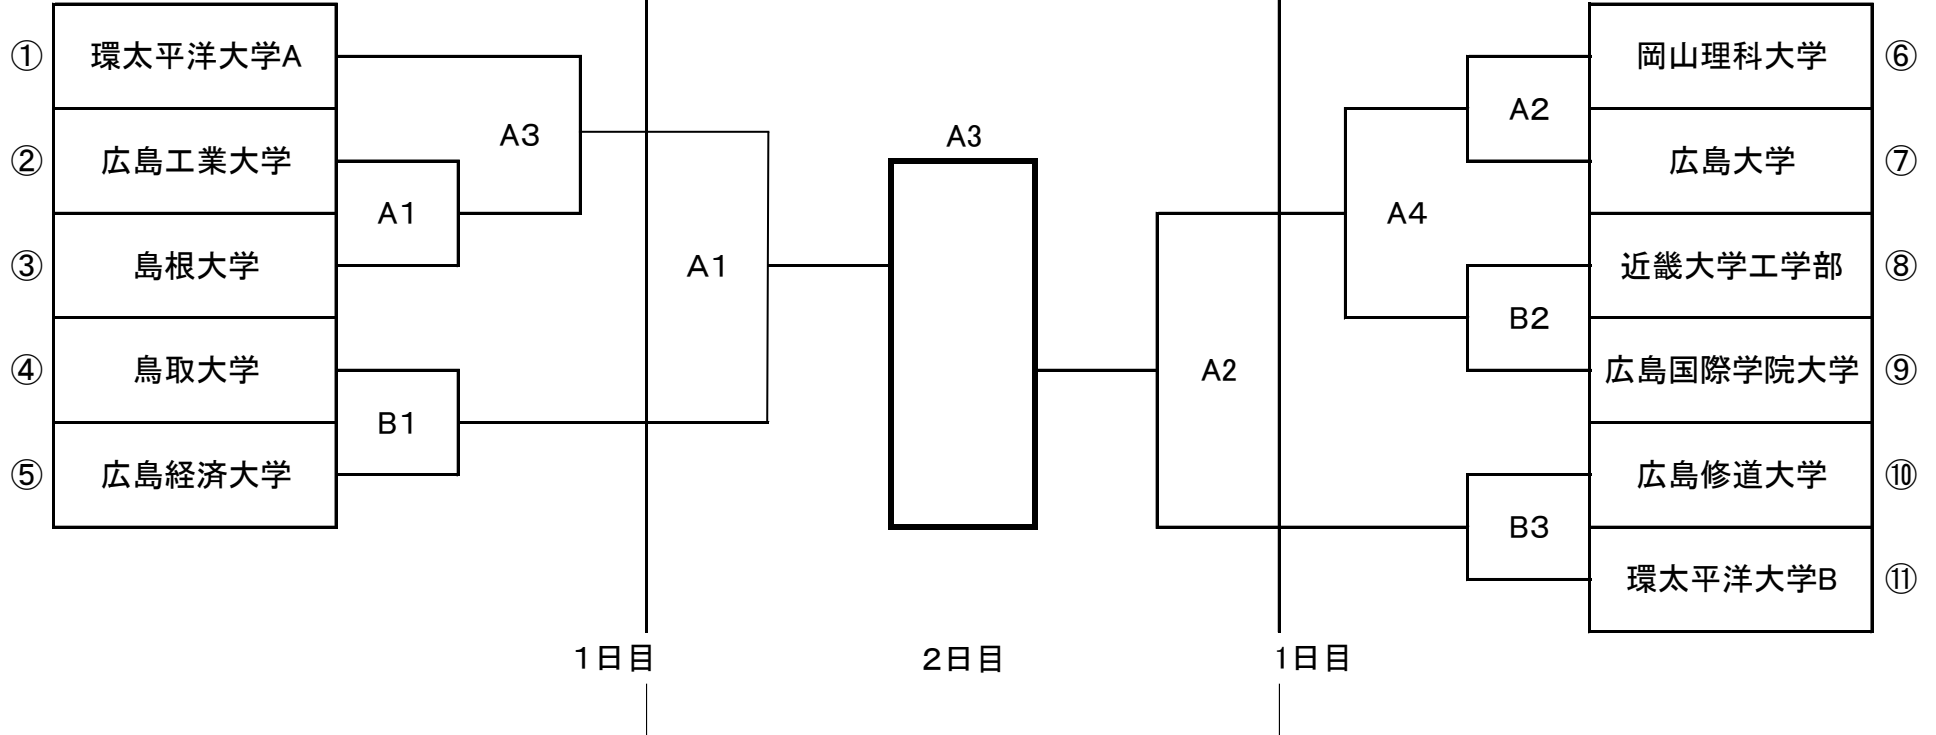 ① 環太平洋大学A
② 広島工業大学
③ 島根大学
④ 鳥取大学
⑤ 広島経済大学
A3
A1
B1
A1
A3
A2
A4
A2
B2
B3
岡山理科大学 ⑥
広島大学 ⑦
近畿大学工学部 ⑧
広島国際学院大学 ⑨
広島修道大学 ⑩
環太平洋大学B ⑪
1日目
2日目
1日目